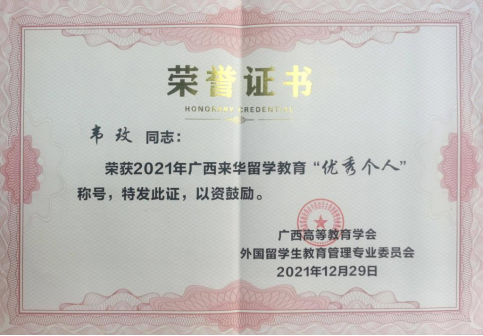 荣誉证书
HONORARY CREDENTIAL
韦玫 同志：
荣获2021年广西来华留学教育“优秀个人”
称号，特发此证，以资鼓励。
广西高等教育学会
外国留学生教育管理专业委员会
2021年12月29日